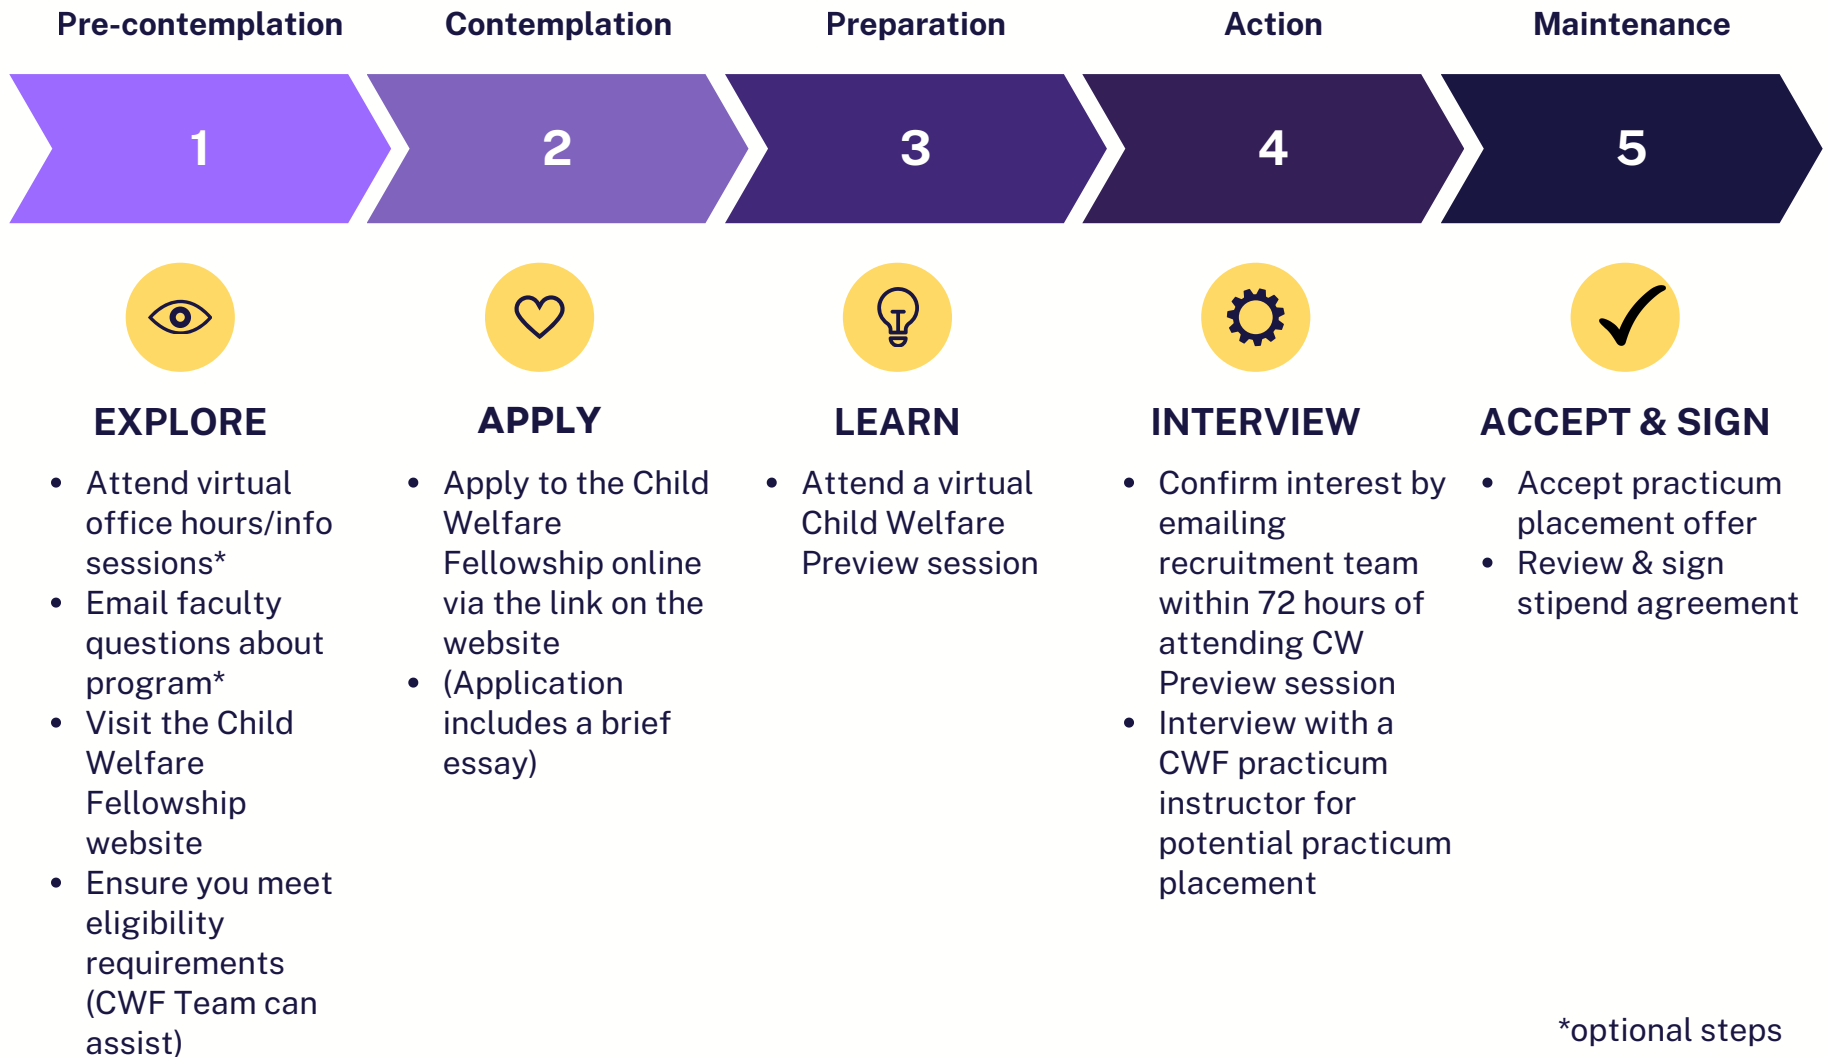 Pre-contemplation
Contemplation
Preparation
Action
Maintenance
1
2
3
4
5
EXPLORE
• Attend virtual
office hours/info
sessions*
• Email faculty
questions about
program*
• Visit the Child
Welfare
Fellowship
website
• Ensure you meet
eligibility
requirements
(CWF Team can
assist)
APPLY
• Apply to the Child
Welfare
Fellowship online
via the link on the
website
• (Application
includes a brief
essay)
LEARN
• Attend a virtual
Child Welfare
Preview session
INTERVIEW
• Confirm interest by
emailing
recruitment team
within 72 hours of
attending CW
Preview session
• Interview with a
CWF practicum
instructor for
potential practicum
placement
ACCEPT & SIGN
• Accept practicum
placement offer
• Review & sign
stipend agreement
*optional steps